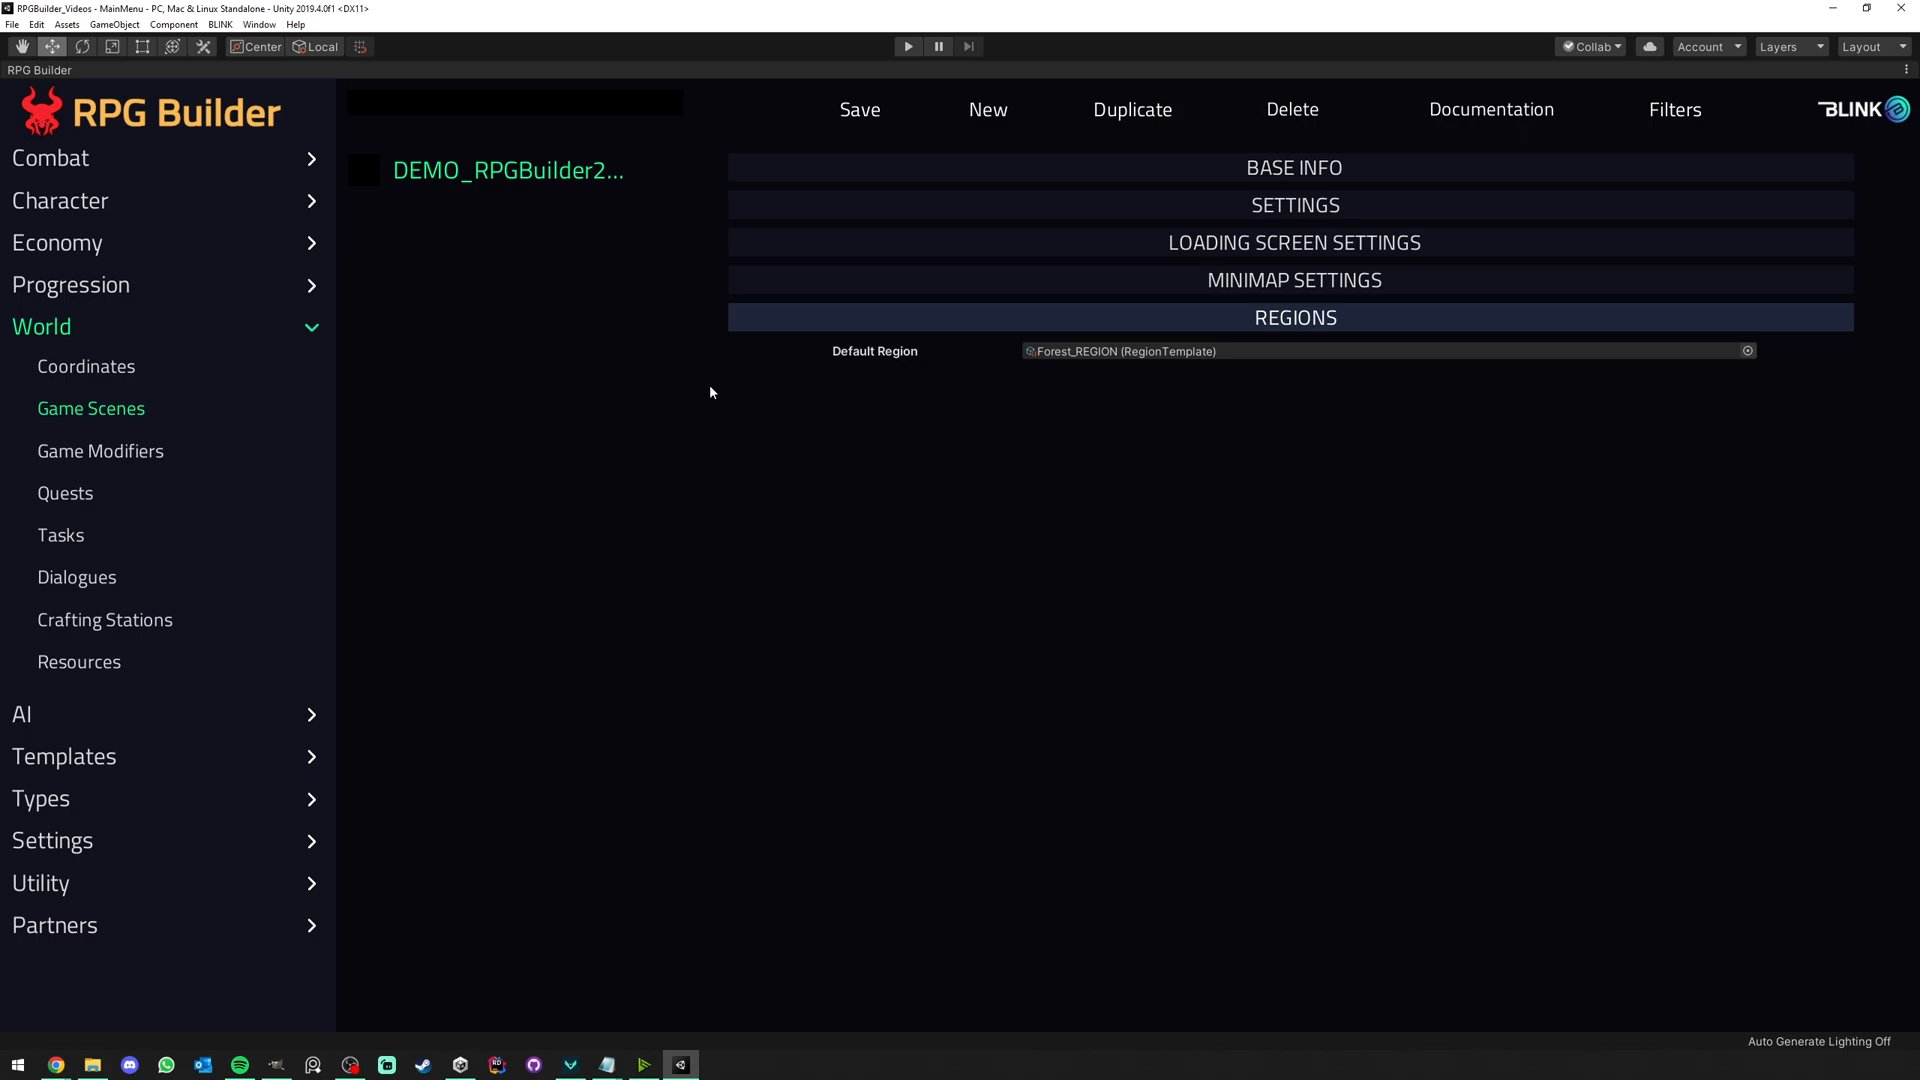 RPGBuilder_Videos - MainMenu - PC, Mac & Linux Standalone - Unity 2019.4.0f1 <DX11>
File Edit Assets GameObject Component BLINK Window Help
Center Local Collab Account Layers Layout
RPG Builder
RPG Builder
Save New Duplicate Delete Documentation Filters BLINK
Combat
Character
Economy
Progression
World
Coordinates
Game Scenes
Game Modifiers
Quests
Tasks
Dialogues
Crafting Stations
Resources
AI
Templates
Types
Settings
Utility
Partners
DEMO_RPGBuilder2...
BASE INFO
SETTINGS
LOADING SCREEN SETTINGS
MINIMAP SETTINGS
REGIONS
Default Region Forest_REGION (RegionTemplate)
Auto Generate Lighting Off